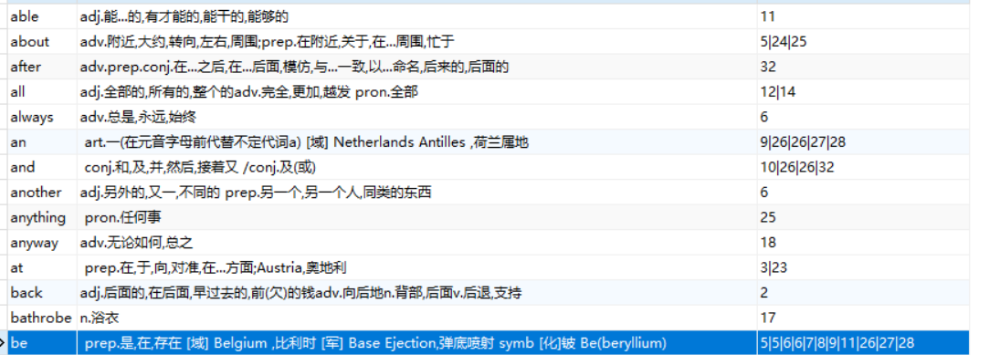 able adj.能...的,有才能的,能干的,能够的 11
about adv.附近,大约,转向,左右,周围;prep.在附近,关于,在...周围,忙于 5|24|25
after adv.prep.conj.在...之后,在...后面,模仿,与...一致,以...命名,后来的,后面的 32
all adj.全部的,所有的,整个的adv.完全,更加,越发 pron.全部 12|14
always adv.总是,永远,始终 6
an art.一(在元音字母前代替不定代词a) [域] Netherlands Antilles ,荷兰属地 9|26|26|27|28
and conj.和,及,并,然后,接着又 /conj.及(或) 10|26|26|32
another adj.另外的,又一,不同的 prep.另一个,另一个人,同类的东西 6
anything pron.任何事 25
anyway adv.无论如何,总之 18
at prep.在,于,向,对准,在...方面;Austria,奥地利 3|23
back adj.后面的,在后面,早过去的,前(欠)的钱adv.向后地n.背部,后面v.后退,支持 2
bathrobe n.浴衣 17
be prep.是,在,存在 [域] Belgium ,比利时 [军] Base Ejection,弹底喷射 symb [化]铍 Be(beryllium) 5|5|6|6|7|8|9|11|26|27|28